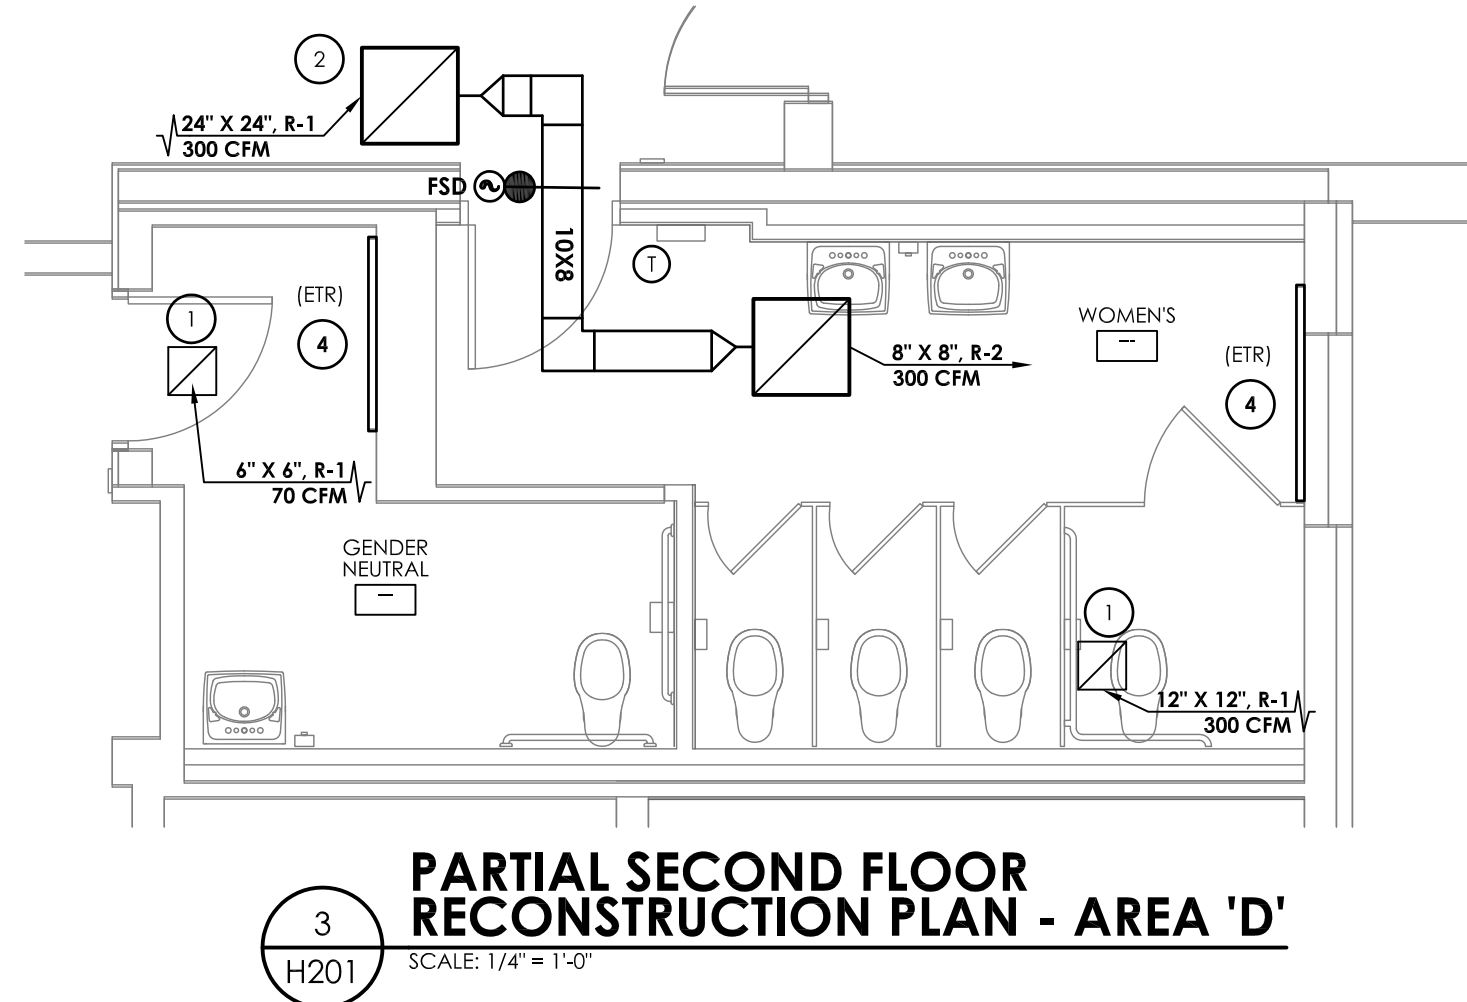 2
24" X 24", R-1
300 CFM
FSD
10X8
T
(ETR)
1
4
6" X 6", R-1
70 CFM
8" X 8", R-2
300 CFM
WOMEN'S
--
(ETR)
4
GENDER
NEUTRAL
-
1
12" X 12", R-1
300 CFM
PARTIAL SECOND FLOOR
RECONSTRUCTION PLAN - AREA 'D'
3
H201
SCALE: 1/4" = 1'-0"